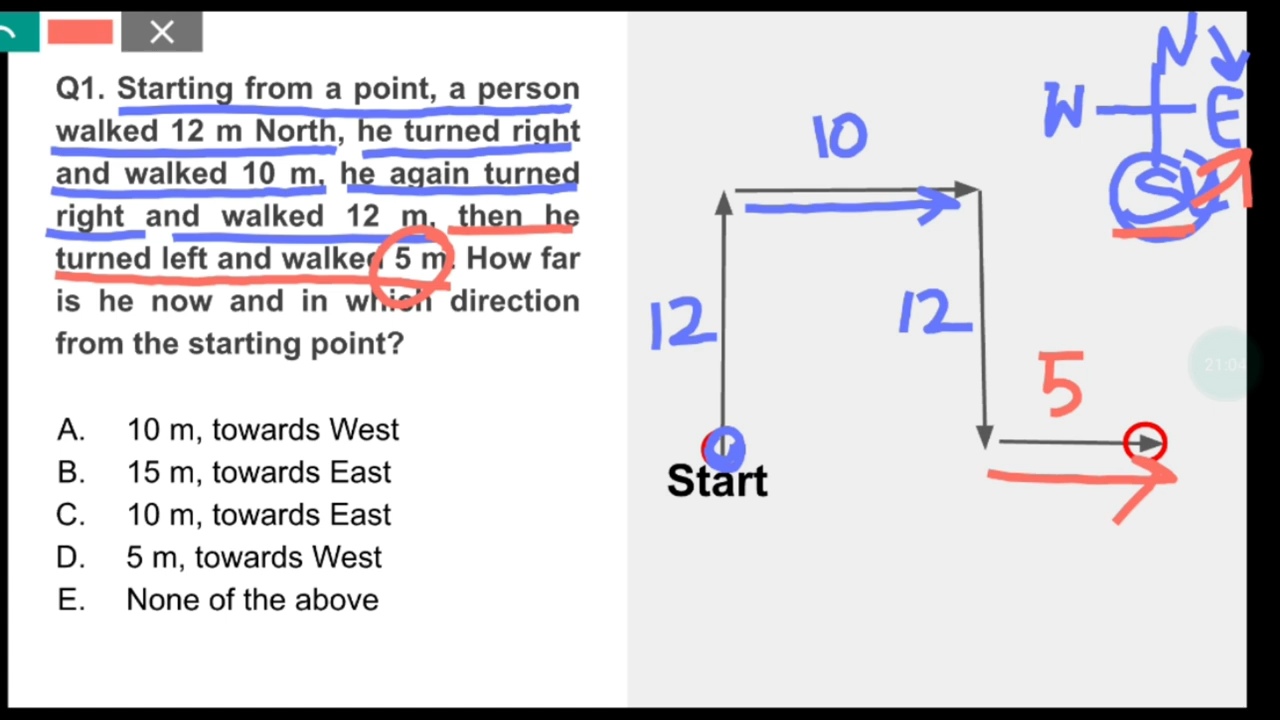 Q1. Starting from a point, a person
walked 12 m North, he turned right
and walked 10 m, he again turned
right and walked 12 m, then he
turned left and walked 5 m. How far
is he now and in which direction
from the starting point?
A. 10 m, towards West
B. 15 m, towards East
C. 10 m, towards East
D. 5 m, towards West
E. None of the above
N
W E
S
10
12
12
5
Start
21:04